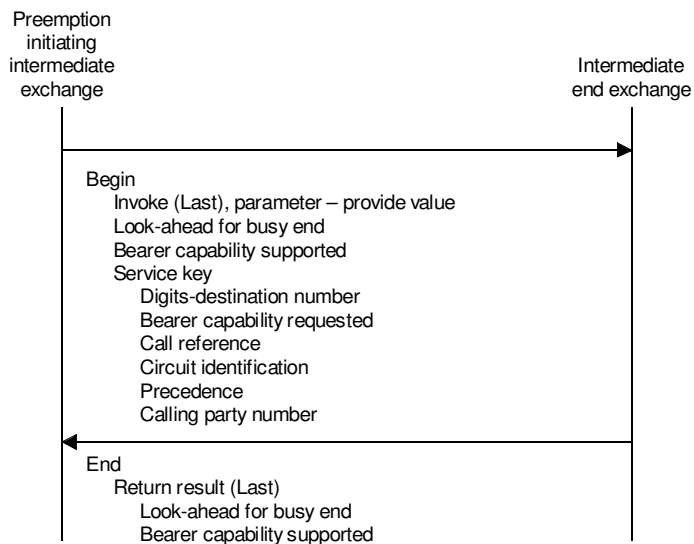 Preemption
initiating
intermediate
exchange
Intermediate
end exchange
Begin
Invoke (Last), parameter – provide value
Look-ahead for busy end
Bearer capability supported
Service key
Digits-destination number
Bearer capability requested
Call reference
Circuit identification
Precedence
Calling party number
End
Return result (Last)
Look-ahead for busy end
Bearer capability supported